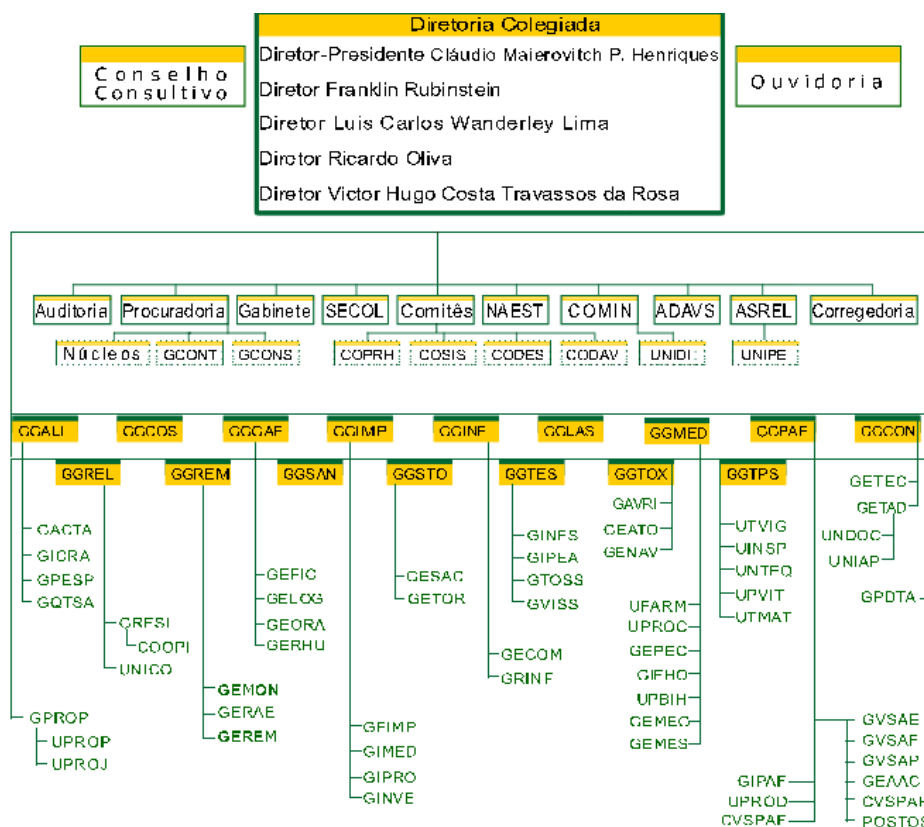 Diretoria Colegiada
Diretor-Presidente Cláudio Maierovitch P. Henriques
Diretor Franklin Rubinstein
Diretor Luis Carlos Wanderley Lima
Diretor Ricardo Oliva
Diretor Victor Hugo Costa Travassos da Rosa
Conselho
Consultivo
Ouvidoria
Auditoria Procuradoria Gabinete SECOL Comitês NAEST COMIN ADAVS ASREL Corregedoria
Núcleos GCONT GCONS COPRH COSIS CODES CODAV UNIDI UNIPE
GGALI GGCOS GGGAF GGIMP GGINF GGLAS GGMED GGPAF GGCON
GGREL GGREM GGSAN GGSTO GGTES GGTOX GGTPS
GACTA
GICRA
GPESP
GQTSA
GPROP
UPROP
UPROJ
COOPI
UNICO
GEMON
GERAE
GEREM
GEFIC
GELOG
GEORA
GERHU
GIMED
GIPRO
GINVE
GESAC
GETOR
GECOM
GRINF
GINFS
GIPEA
GTOSS
GVISS
GAVRI
GEATO
GENAV
UFARM
UPROC
GEPEC
UPBIH
GEMEC
GEMES
UTVIG
UINSP
UPVIT
UTMAT
GIPAF
UPROD
CVSPAF
GETEC
GETAD
UNDOC
UNIAP
GPDTA
GVSAE
GVSAF
GVSAP
GEAAC
CVSPAF
POSTOS